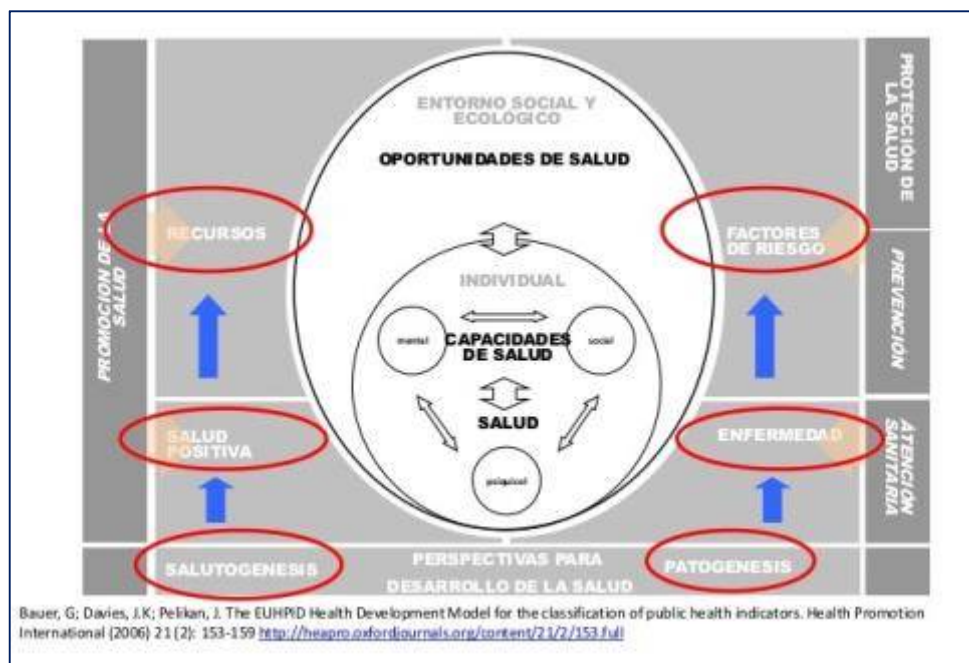 PROMOCION DE LA
SALUD
ENTORNO SOCIAL Y
ECOLÓGICO
OPORTUNIDADES DE SALUD
PROTECCIÓN DE
LA SALUD
RECURSOS
FACTORES
DE RIESGO
INDIVIDUAL
PREVENCIÓN
mental
CAPACIDADES
DE SALUD
social
SALUD
SALUD
POSITIVA
ENFERMEDAD
ATENCIÓN
SANITARIA
SALUTOGENESIS
PERSPECTIVAS PARA
DESARROLLO DE LA SALUD
PATOGENESIS
Bauer, G; Davies, J.K; Pelikan, J. The EUHPID Health Development Model for the classification of public health indicators. Health Promotion
International (2006) 21 (2): 153-159 http://heapro.oxfordjournals.org/content/21/2/153.full